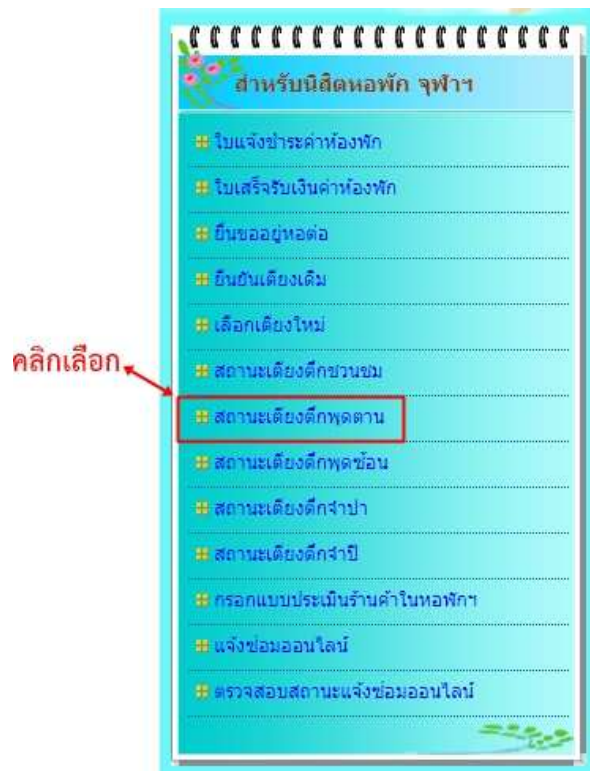 สำหรับนิสิตหอพัก จุฬาฯ
ใบแจ้งชำระค่าห้องพัก
ใบเสร็จรับเงินค่าห้องพัก
ยื่นขออยู่หอต่อ
ยืนยันเตียงเดิม
เลือกเตียงใหม่
สถานะเตียงตึกชวนชม
คลิกเลือก
สถานะเตียงตึกพุดตาน
สถานะเตียงตึกพุดซ้อน
สถานะเตียงตึกจำปา
สถานะเตียงตึกจำปี
กรอกแบบประเมินร้านค้าในหอพักฯ
แจ้งซ่อมออนไลน์
ตรวจสอบสถานะแจ้งซ่อมออนไลน์